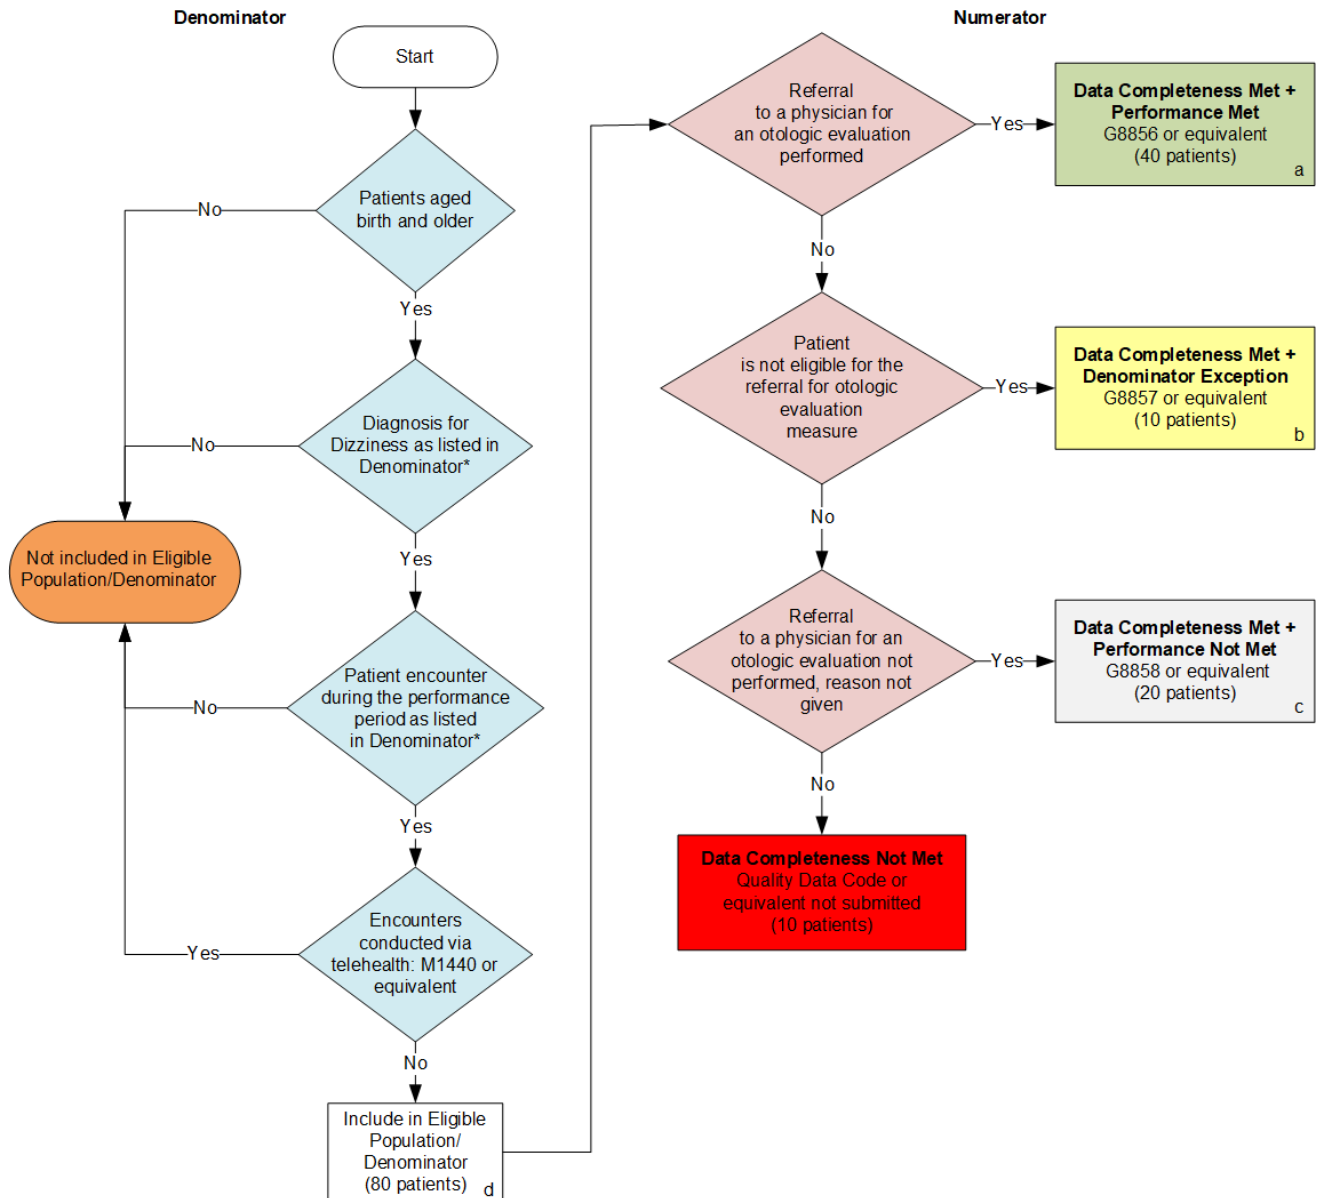 Denominator
Start
Patients aged
birth and older
No
Yes
Diagnosis for
Dizziness as listed in
Denominator*
No
Yes
Not included in Eligible
Population/Denominator
Patient encounter
during the performance
period as listed
in Denominator*
No
Yes
Encounters
conducted via
telehealth: M1440 or
equivalent
Yes
No
Include in Eligible
Population/
Denominator
(80 patients)
d
Numerator
Referral
to a physician for
an otologic evaluation
performed
Yes
Data Completeness Met +
Performance Met
G8856 or equivalent
(40 patients)
a
No
Patient
is not eligible for the
referral for otologic
evaluation
measure
Yes
Data Completeness Met +
Denominator Exception
G8857 or equivalent
(10 patients)
b
No
Referral
to a physician for an
otologic evaluation not
performed, reason not
given
Yes
Data Completeness Met +
Performance Not Met
G8858 or equivalent
(20 patients)
c
No
Data Completeness Not Met
Quality Data Code or
equivalent not submitted
(10 patients)